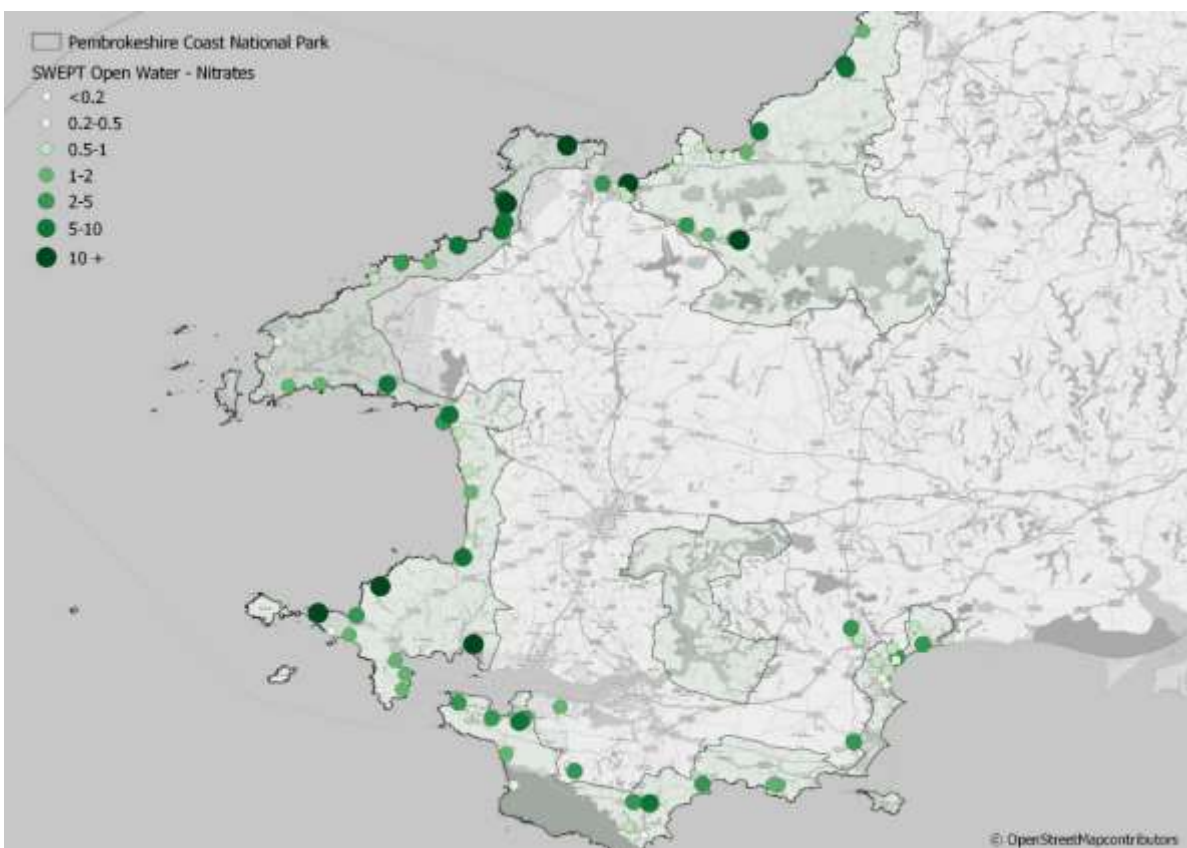 Pembrokeshire Coast National Park
SWEPT Open Water - Nitrates
<0.2
0.2-0.5
0.5-1
1-2
2-5
5-10
10 +
© OpenStreetMapcontributors